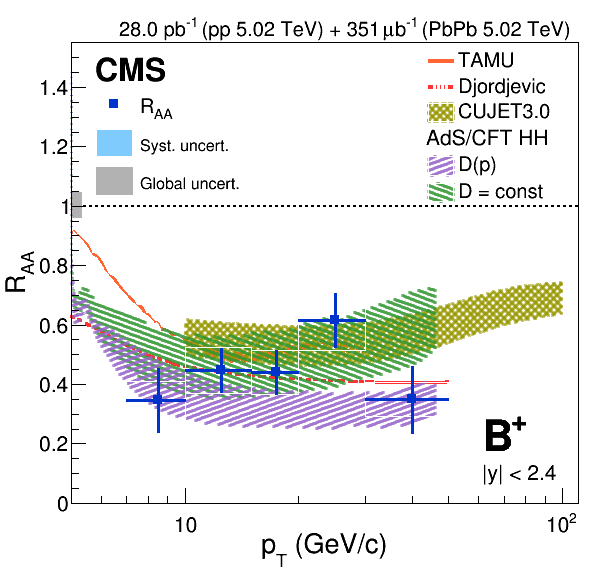 28.0 pb⁻¹ (pp 5.02 TeV) + 351 μb⁻¹ (PbPb 5.02 TeV)
CMS
R_AA
Syst. uncert.
Global uncert.
TAMU
Djordjevic
CUJET3.0
AdS/CFT HH
D(p)
D = const
1.4
1.2
1
0.8
0.6
0.4
0.2
0
R_AA
B⁺
|y| < 2.4
10
10²
p_T (GeV/c)